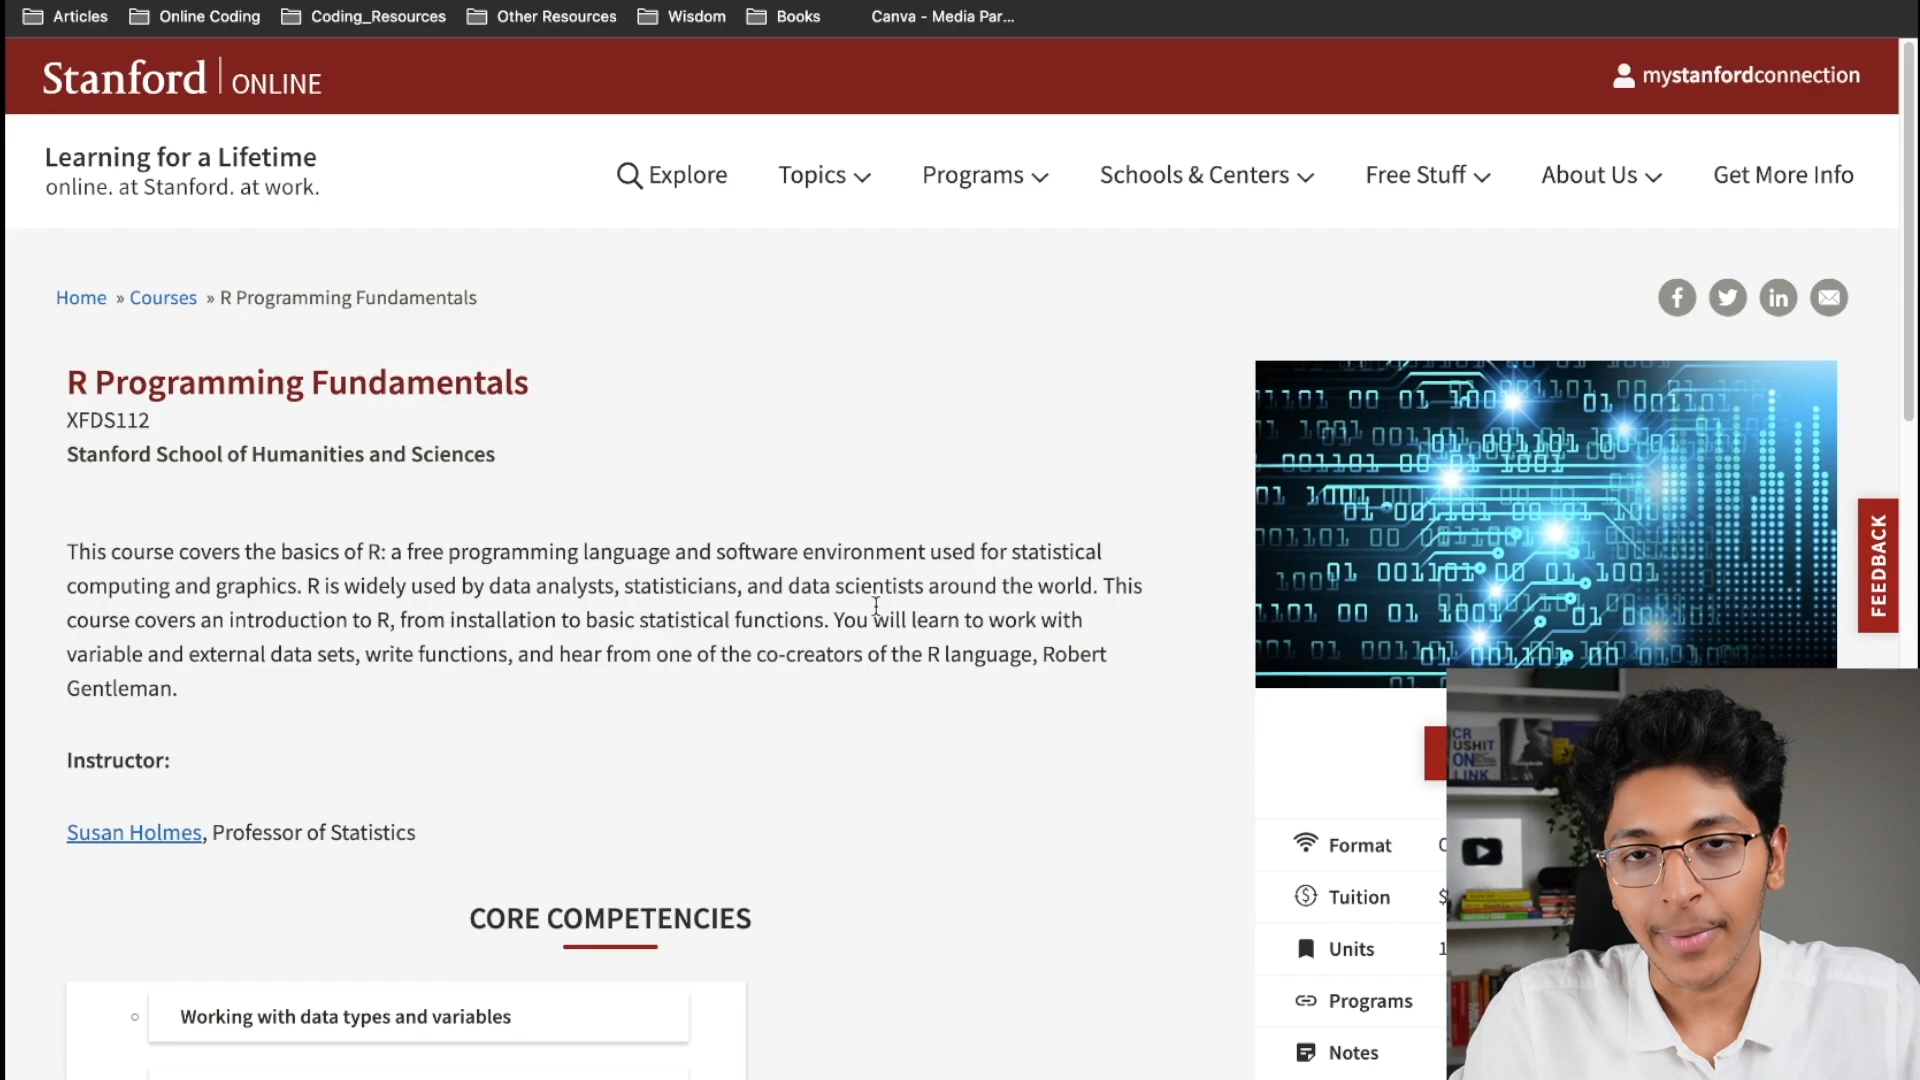 Articles
Online Coding
Coding_Resources
Other Resources
Wisdom
Books
Canva - Media Par...
Stanford | ONLINE
mystanfordconnection
Learning for a Lifetime
online. at Stanford. at work.
Explore
Topics
Programs
Schools & Centers
Free Stuff
About Us
Get More Info
Home » Courses » R Programming Fundamentals
R Programming Fundamentals
XFDS112
Stanford School of Humanities and Sciences
This course covers the basics of R: a free programming language and software environment used for statistical
computing and graphics. R is widely used by data analysts, statisticians, and data scientists around the world. This
course covers an introduction to R, from installation to basic statistical functions. You will learn to work with
variable and external data sets, write functions, and hear from one of the co-creators of the R language, Robert
Gentleman.
Instructor:
Susan Holmes, Professor of Statistics
CORE COMPETENCIES
Working with data types and variables
FEEDBACK
Format
Tuition
Units
Programs
Notes
CR
USHIT
ON
LINK